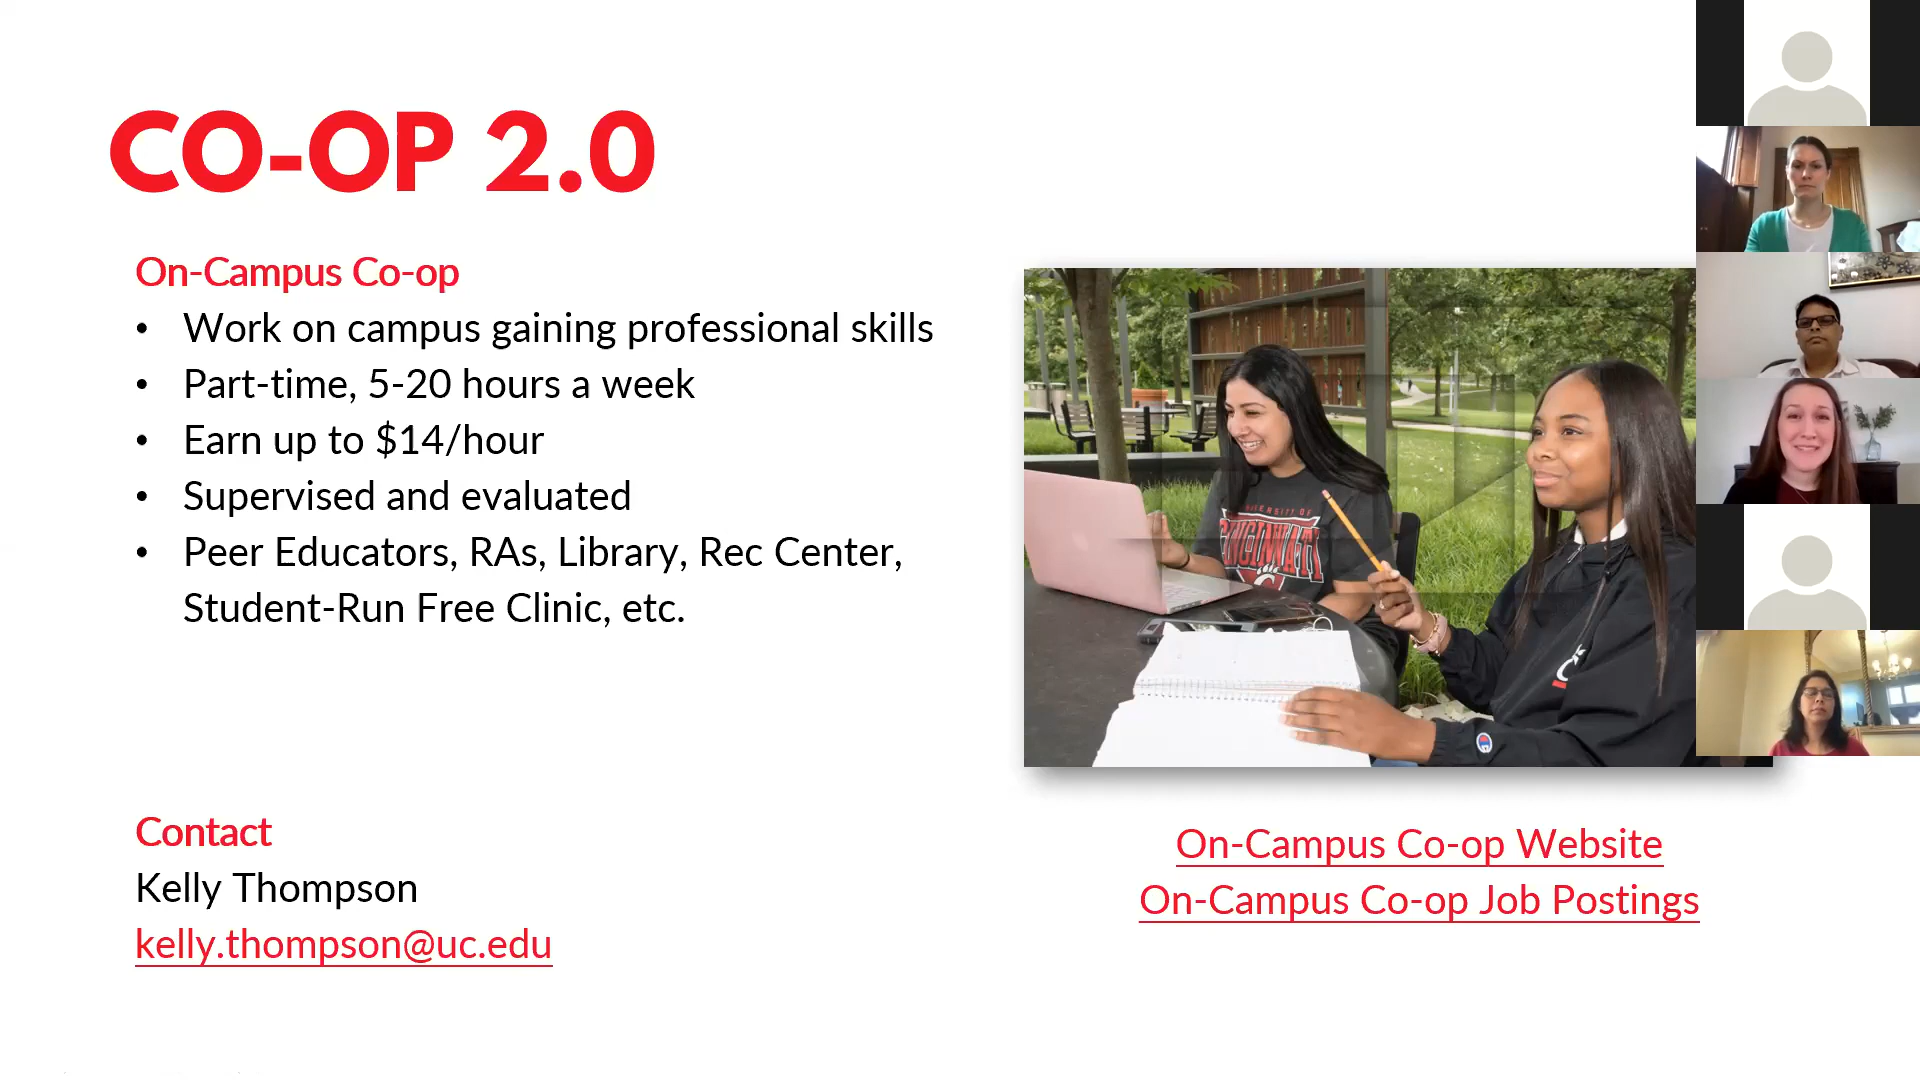 CO-OP 2.0
On-Campus Co-op
• Work on campus gaining professional skills
• Part-time, 5-20 hours a week
• Earn up to $14/hour
• Supervised and evaluated
• Peer Educators, RAs, Library, Rec Center,
Student-Run Free Clinic, etc.
CINCINNATI
Contact
Kelly Thompson
kelly.thompson@uc.edu
On-Campus Co-op Website
On-Campus Co-op Job Postings